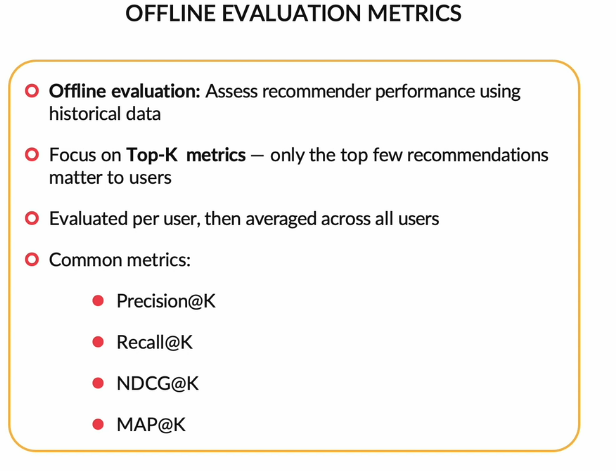 OFFLINE EVALUATION METRICS
Offline evaluation: Assess recommender performance using
historical data
Focus on Top-K metrics — only the top few recommendations
matter to users
Evaluated per user, then averaged across all users
Common metrics:
Precision@K
Recall@K
NDCG@K
MAP@K